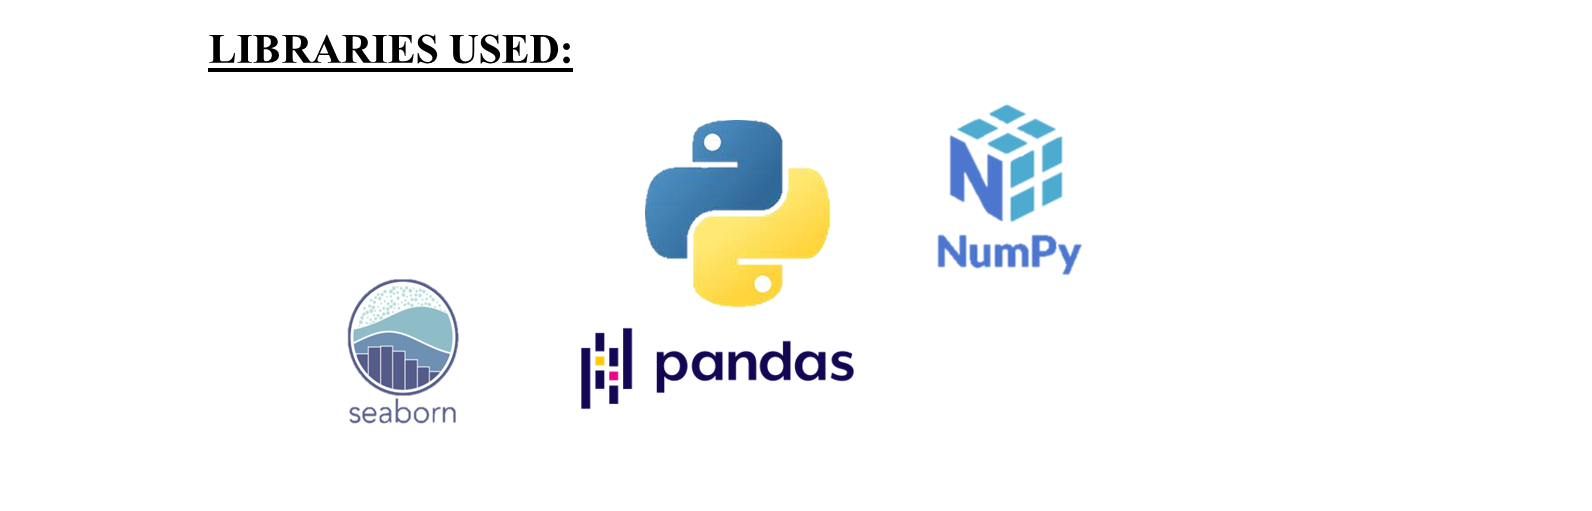 LIBRARIES USED:
NumPy
pandas
seaborn